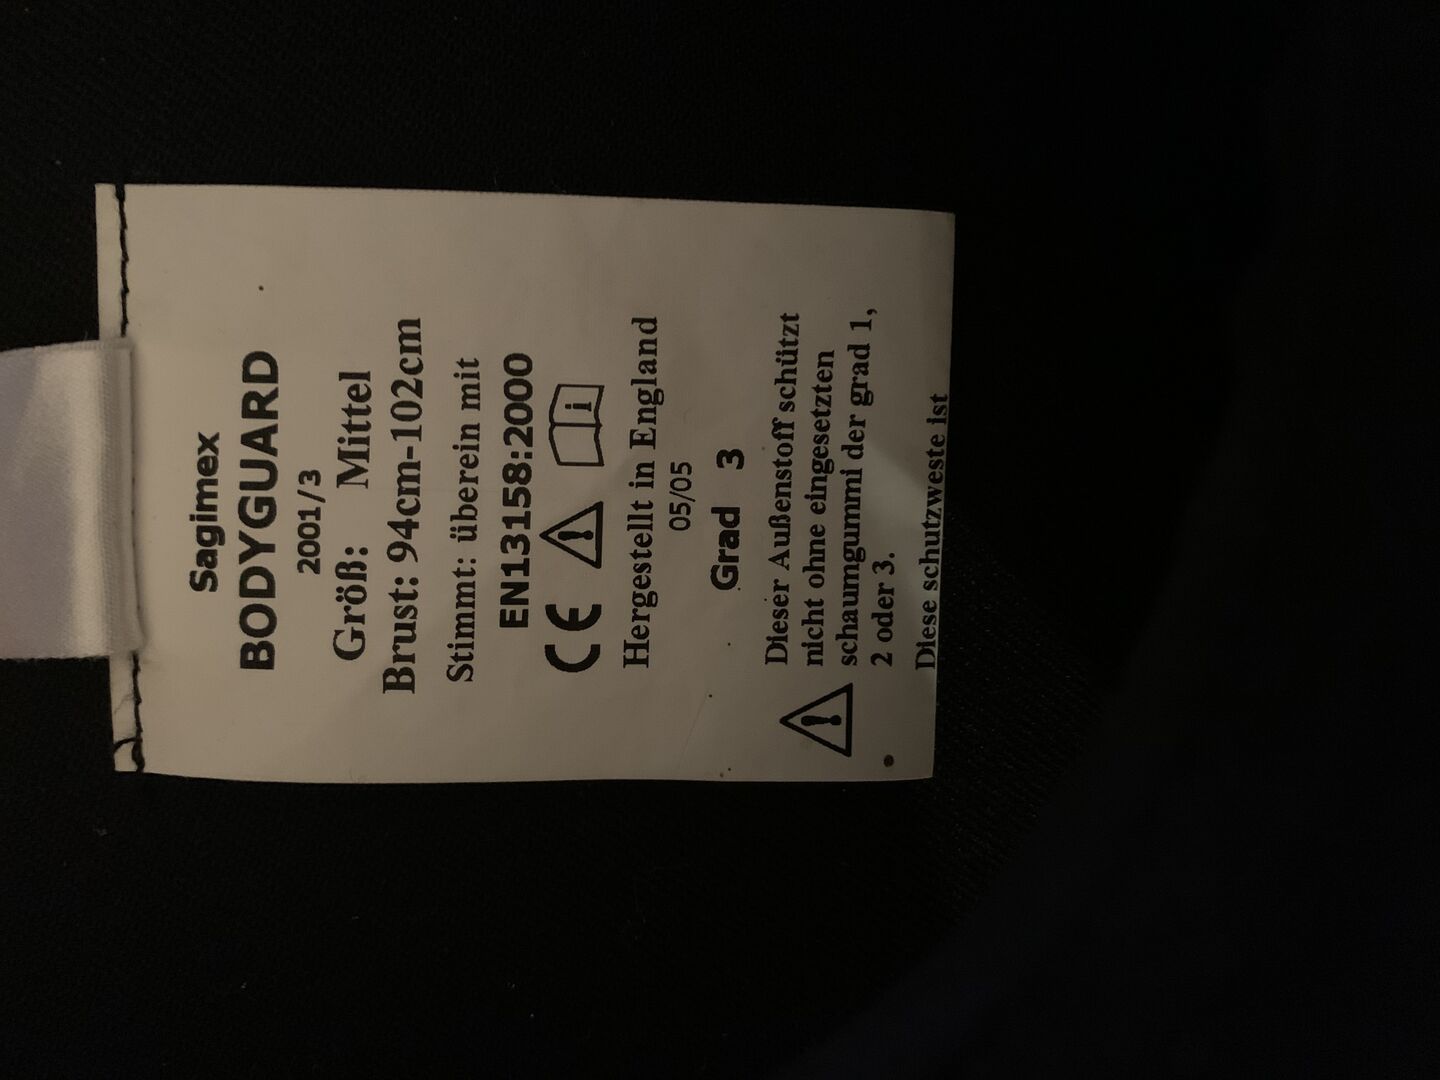 Sagimex
BODYGUARD
2001/3
Größ: Mittel
Brust: 94cm-102cm
Stimmt: überein mit
EN13158:2000
CE i
Hergestellt in England
05/05
Grad 3
Dieser Außenstoff schützt
nicht ohne eingesetzten
schaumgummi der grad 1,
2 oder 3.
Diese schutzweste ist